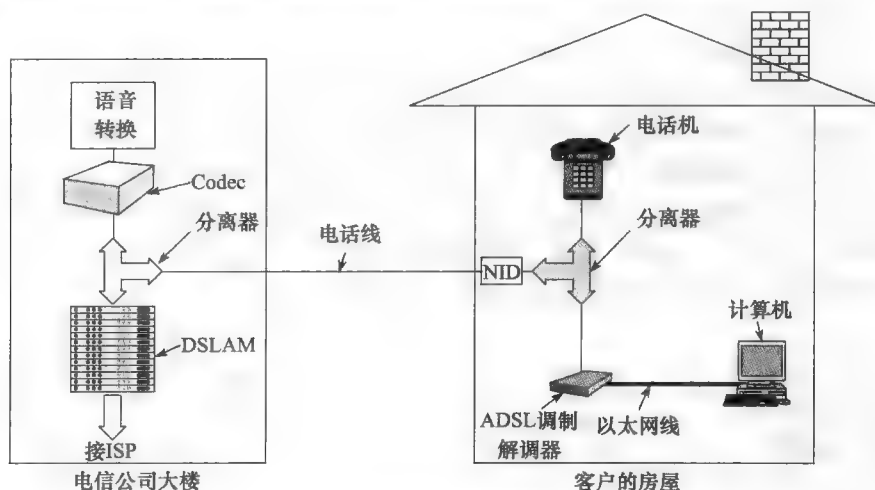 语音
转换
Codec
分离器
DSLAM
接ISP
电信公司大楼
电话线
NID
电话机
分离器
计算机
ADSL调制
解调器
以太网线
客户的房屋